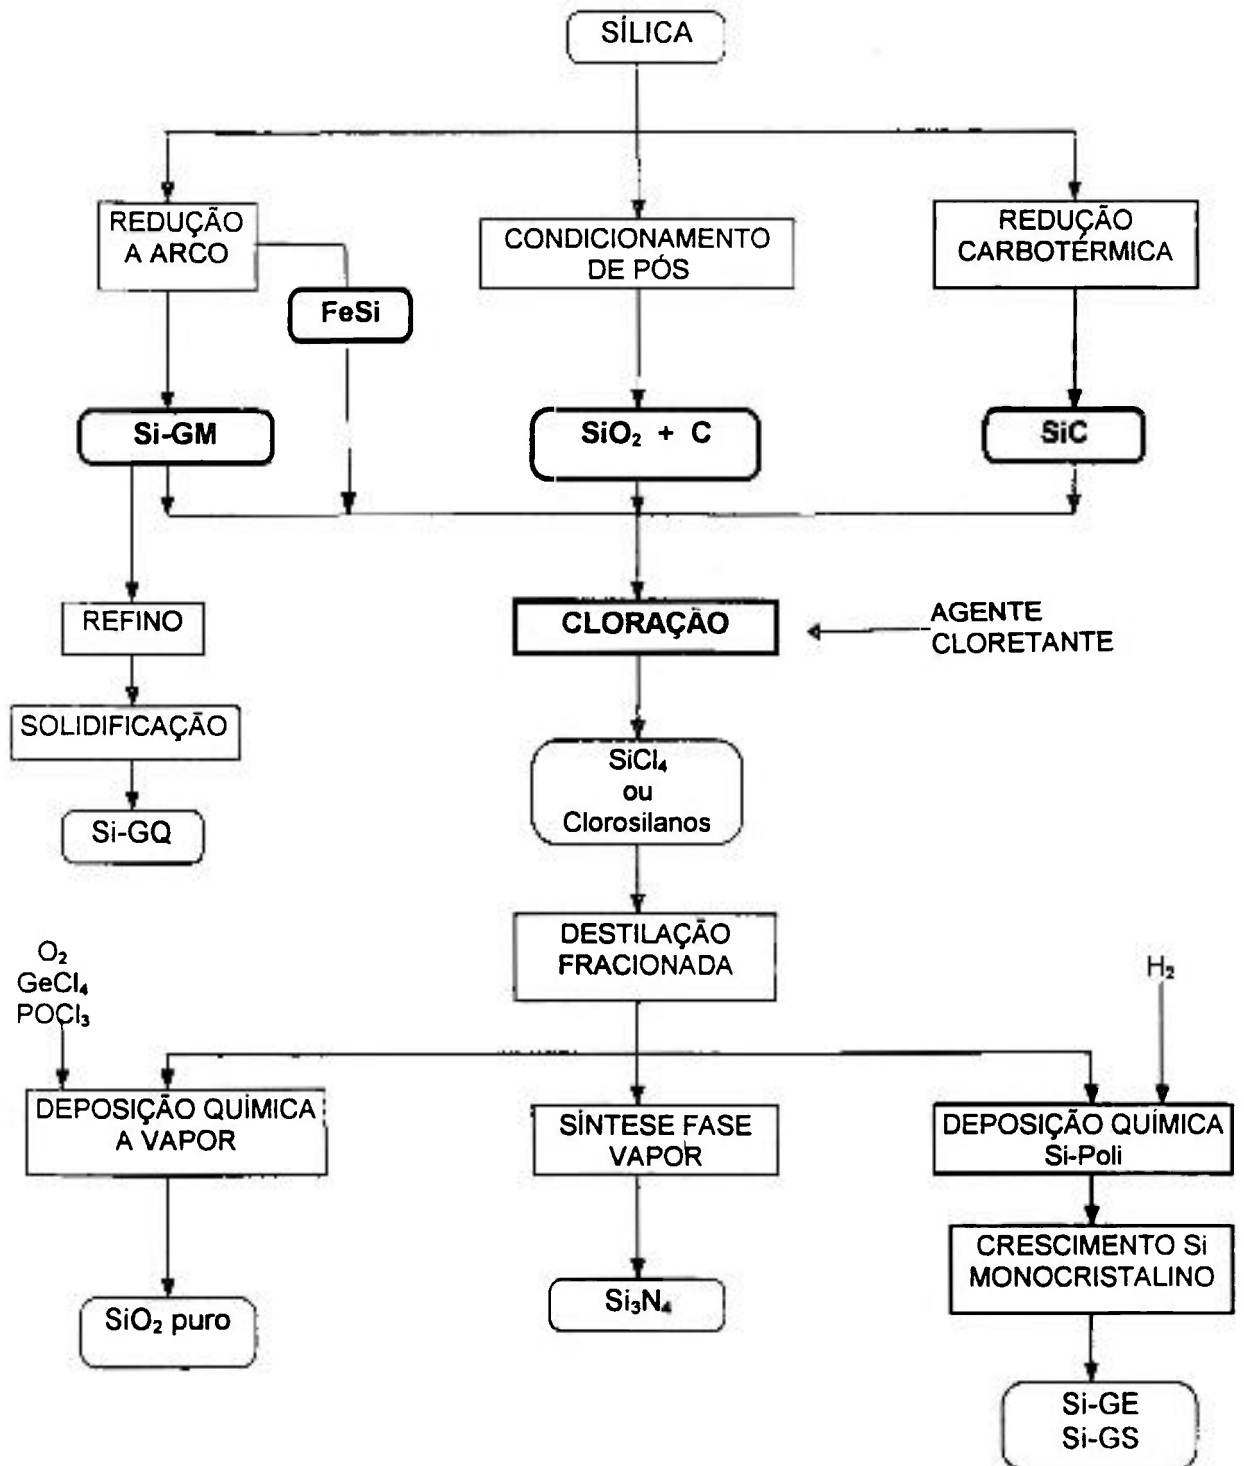 SÍLICA
REDUÇÃO
A ARCO
CONDICIONAMENTO
DE PÓS
REDUÇÃO
CARBOTÉRMICA
FeSi
Si-GM
SiO₂ + C
SiC
REFINO
CLORAÇÃO
AGENTE
CLORETANTE
SOLIDIFICAÇÃO
SiCl₄
ou
Clorosilanos
Si-GQ
DESTILAÇÃO
FRACIONADA
O₂
GeCl₄
POCl₃
H₂
DEPOSIÇÃO QUÍMICA
A VAPOR
SÍNTESE FASE
VAPOR
DEPOSIÇÃO QUÍMICA
Si-Poli
CRESCIMENTO Si
MONOCRISTALINO
SiO₂ puro
Si₃N₄
Si-GE
Si-GS